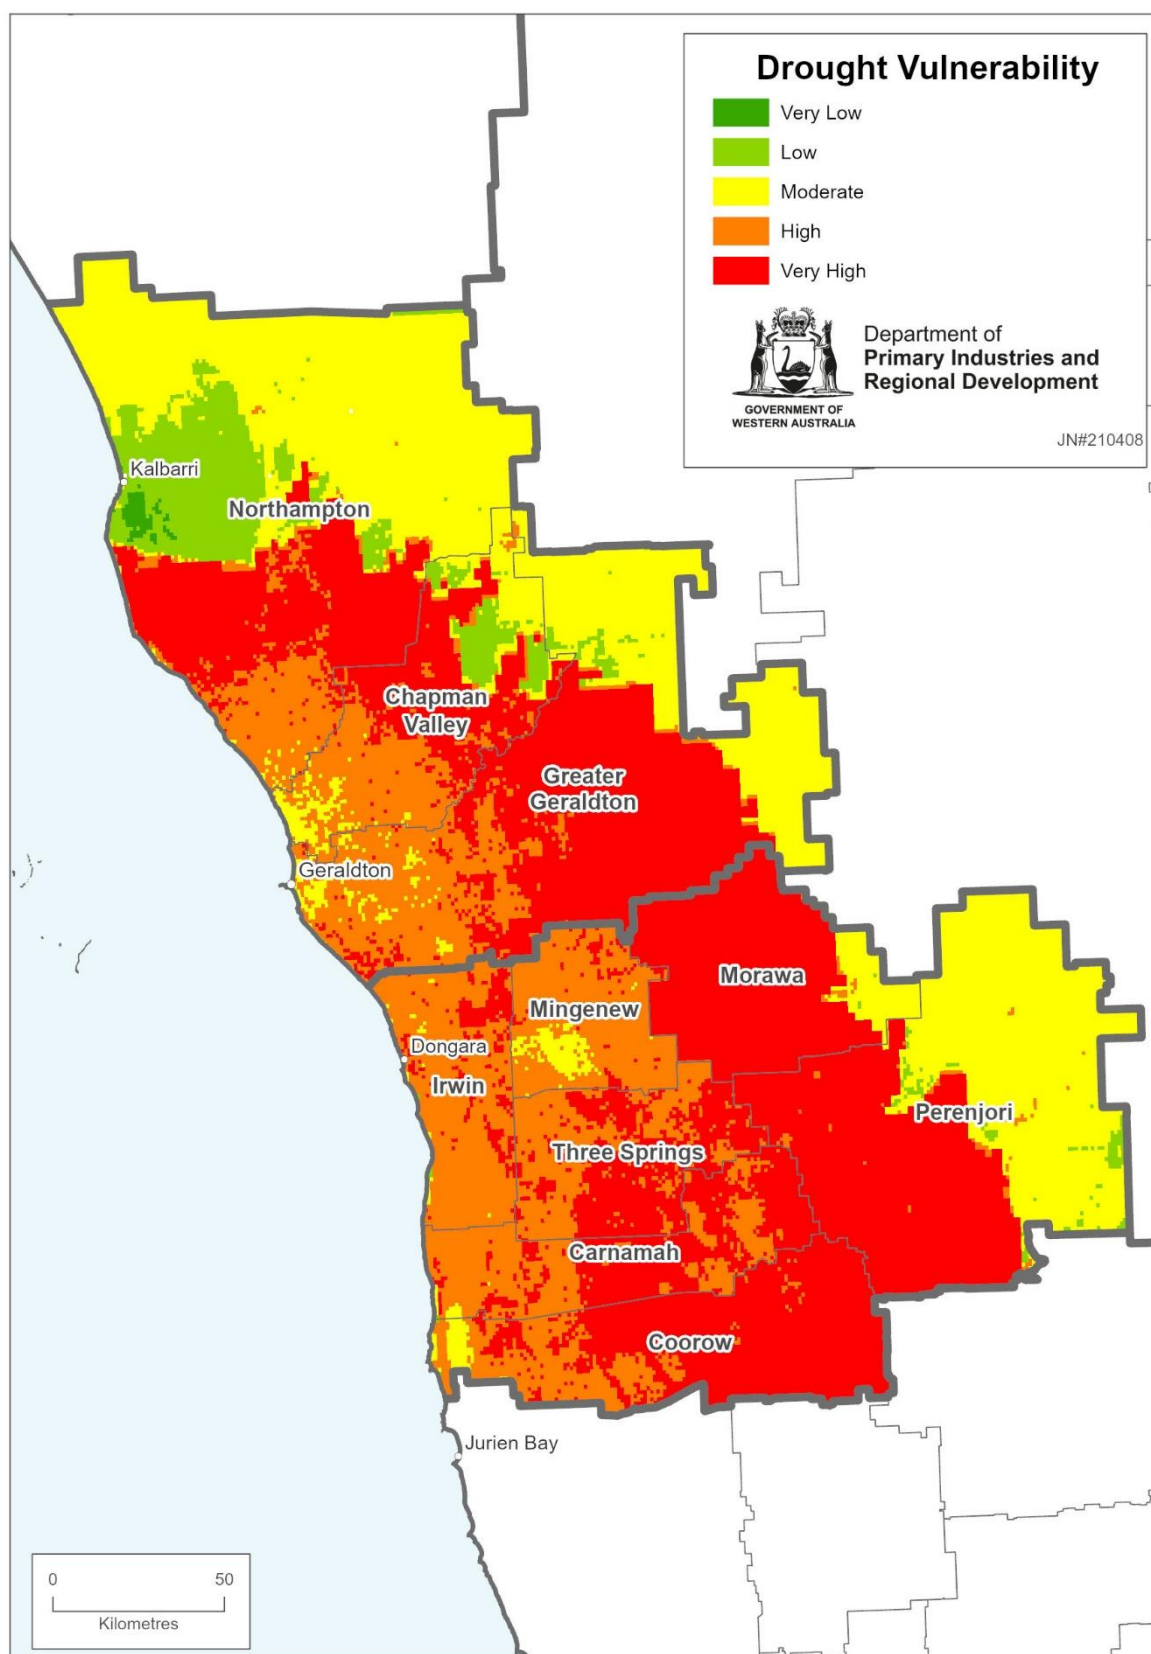 Drought Vulnerability
Very Low
Low
Moderate
High
Very High
Department of
Primary Industries and
Regional Development
GOVERNMENT OF
WESTERN AUSTRALIA
JN#210408
Kalbarri
Northampton
Chapman
Valley
Greater
Geraldton
Geraldton
Morawa
Mingenew
Dongara
Irwin
Perenjori
Three Springs
Carnamah
Coorow
Jurien Bay
0 50
Kilometres